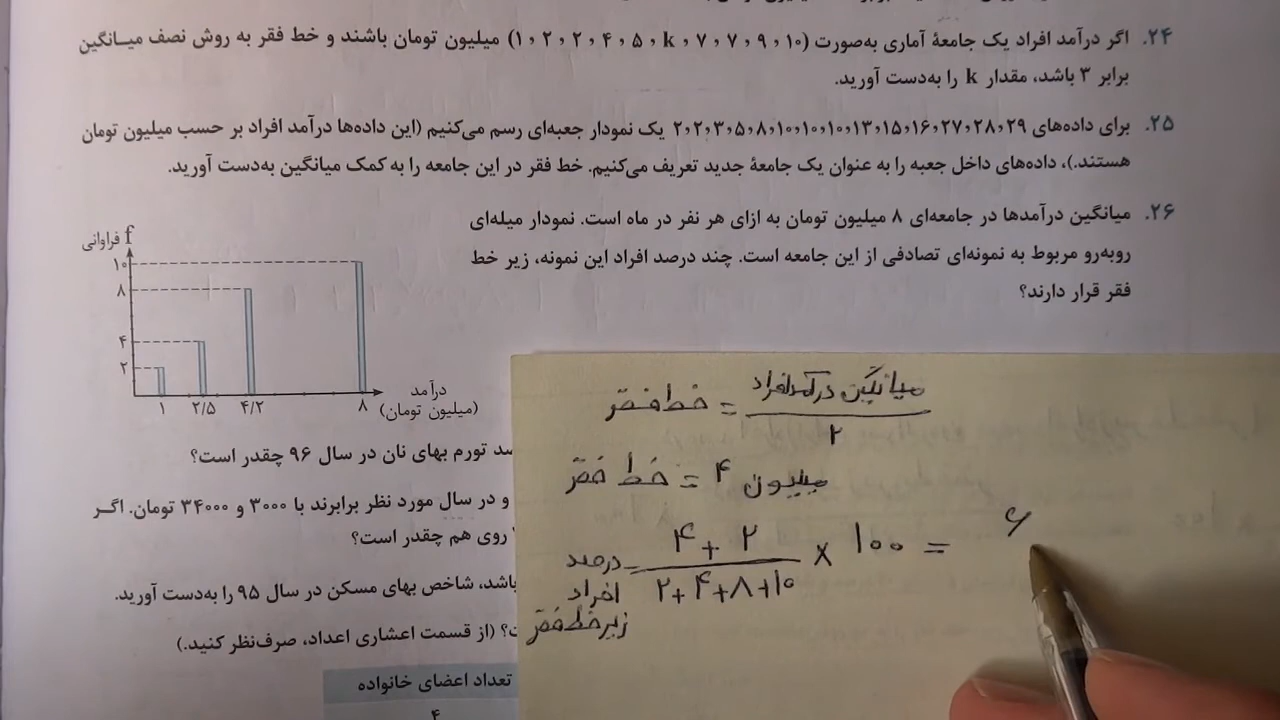 ۲۴. اگر درآمد افراد یک جامعهٔ آماری به‌صورت (۱۰ , ۹ , ۷ , ۷ , k , ۵ , ۴ , ۲ , ۲ , ۱) میلیون تومان باشند و خط فقر به روش نصف میـانگین
برابر ۳ باشد، مقدار k را به‌دست آورید.
۲۵. برای داده‌های ۲,۲,۳,۵,۸,۱۰,۱۰,۱۰,۱۳,۱۵,۱۶,۲۷,۲۸,۲۹ یک نمودار جعبه‌ای رسم می‌کنیم (این داده‌ها درآمد افراد بر حسب میلیون تومان
هستند.)، داده‌های داخل جعبه را به عنوان یک جامعهٔ جدید تعریف می‌کنیم. خط فقر در این جامعه را به کمک میانگین به‌دست آورید.
۲۶. میانگین درآمدها در جامعه‌ای ۸ میلیون تومان به ازای هر نفر در ماه است. نمودار میله‌ای
روبه‌رو مربوط به نمونه‌ای تصادفی از این جامعه است. چند درصد افراد این نمونه، زیر خط
فقر قرار دارند؟
f فراوانی
۱۰
۸
۴
۲
۱ ۲/۵ ۴/۲ ۸
درآمد
(میلیون تومان)
میانگین درآمد افراد
خط فقر =
۲
خط فقر = ۴ میلیون
درصد
افراد
زیر خط فقر
= ۴ + ۲
۲+۴+۸+۱۰
× ۱۰۰ = ۶
تورم بهای نان در سال ۹۶ چقدر است؟
و در سال مورد نظر برابرند با ۳۰۰۰ و ۳۴۰۰۰ تومان. اگـر
روی هم چقدر است؟
باشد، شاخص بهای مسکن در سال ۹۵ را به‌دست آورید.
(از قسمت اعشاری اعداد، صرف‌نظر کنید.)
تعداد اعضای خانواده
۴